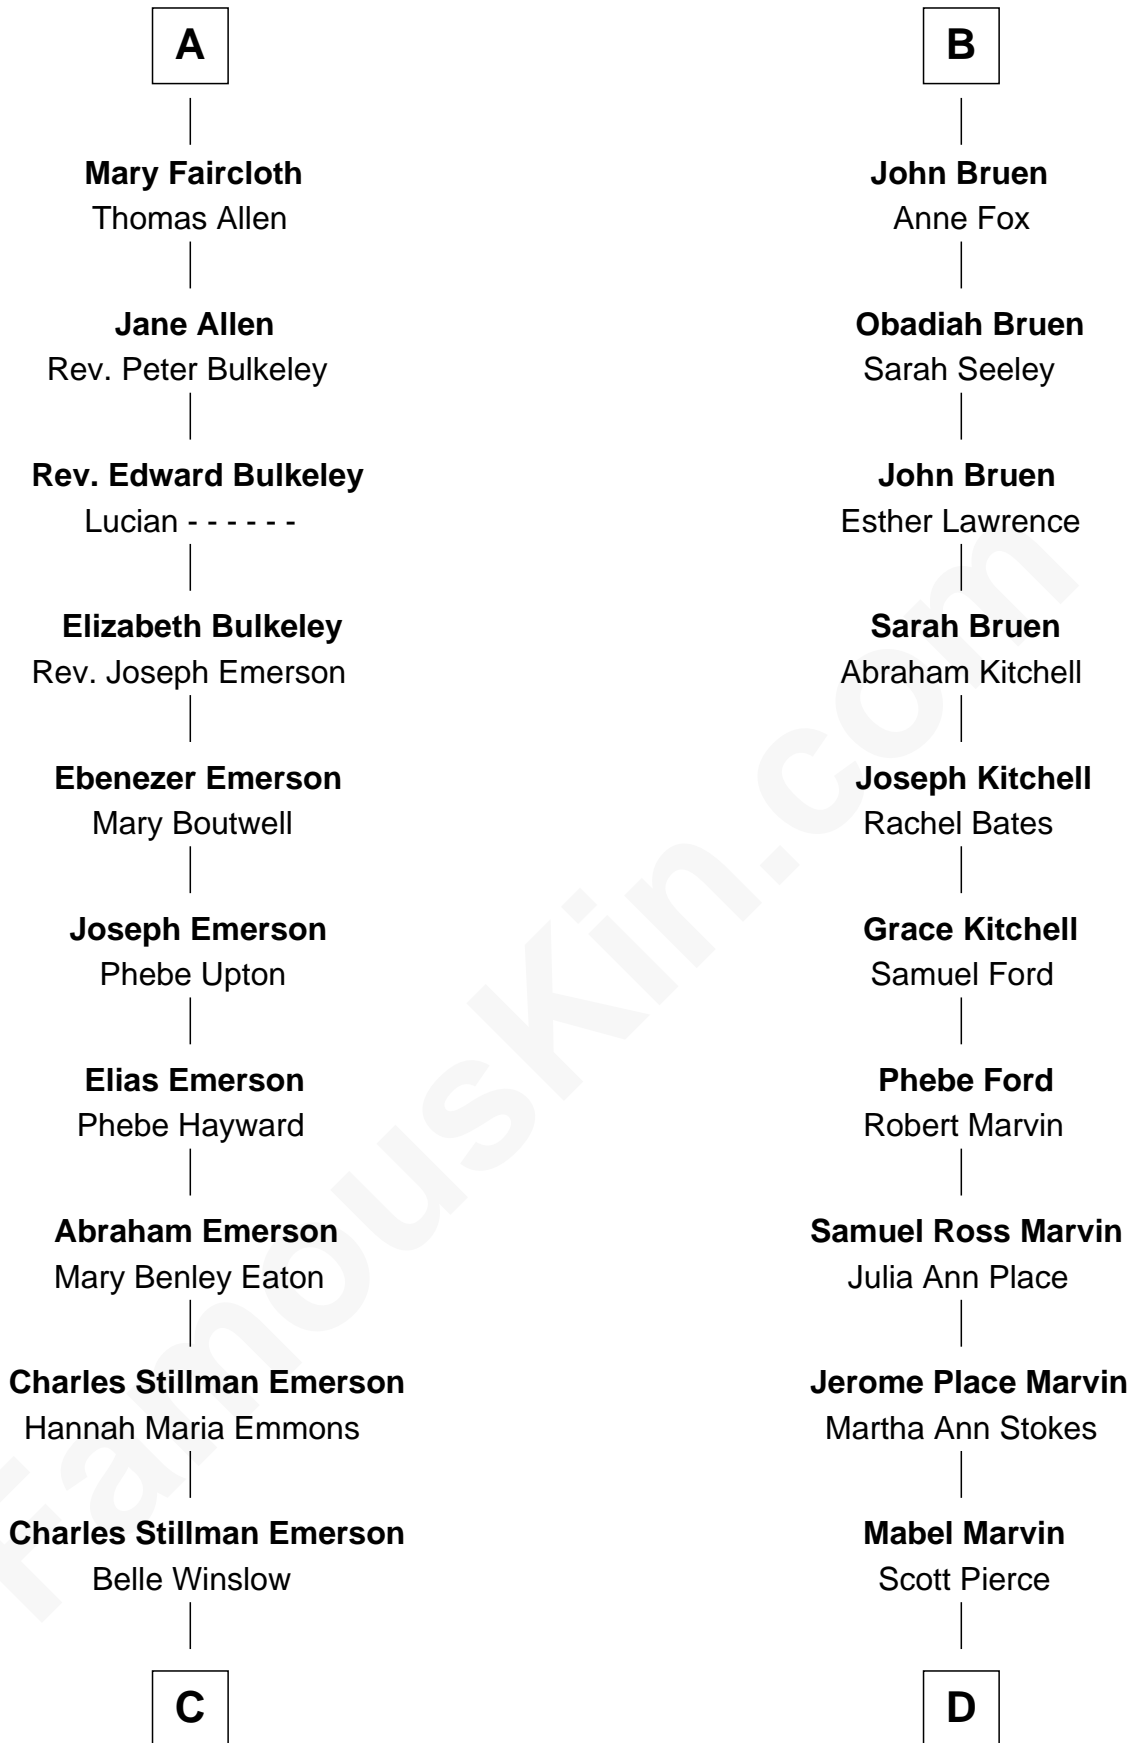 A
Mary Faircloth
Thomas Allen
Jane Allen
Rev. Peter Bulkeley
Rev. Edward Bulkeley
Lucian - - - - - -
Elizabeth Bulkeley
Rev. Joseph Emerson
Ebenezer Emerson
Mary Boutwell
Joseph Emerson
Phebe Upton
Elias Emerson
Phebe Hayward
Abraham Emerson
Mary Benley Eaton
Charles Stillman Emerson
Hannah Maria Emmons
Charles Stillman Emerson
Belle Winslow
C
B
John Bruen
Anne Fox
Obadiah Bruen
Sarah Seeley
John Bruen
Esther Lawrence
Sarah Bruen
Abraham Kitchell
Joseph Kitchell
Rachel Bates
Grace Kitchell
Samuel Ford
Phebe Ford
Robert Marvin
Samuel Ross Marvin
Julia Ann Place
Jerome Place Marvin
Martha Ann Stokes
Mabel Marvin
Scott Pierce
D
FamousKin.com